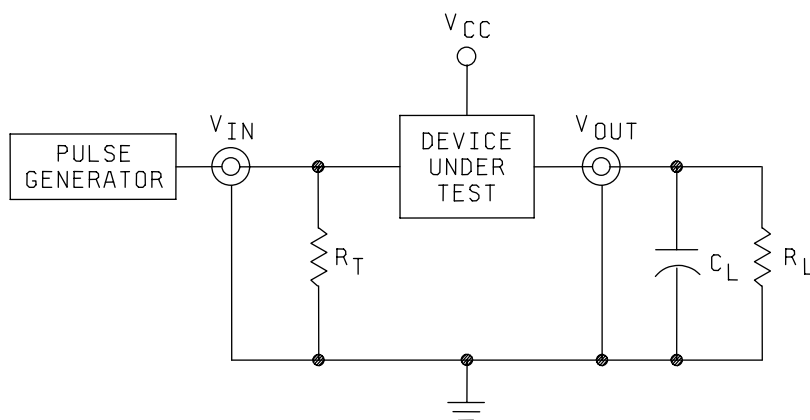 VCC
VIN
VOUT
PULSE
GENERATOR
DEVICE
UNDER
TEST
RT
CL
RL